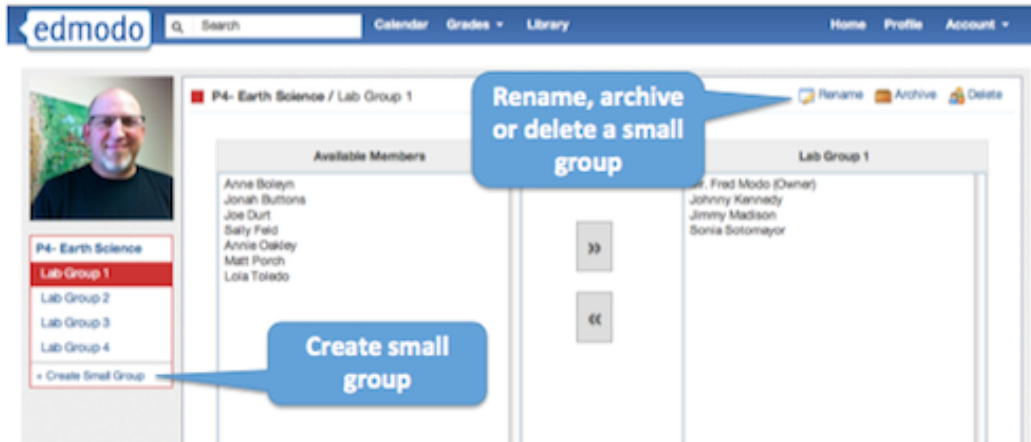 edmodo Search Calendar Grades Library Home Profile Account
P4- Earth Science / Lab Group 1
Rename Archive Delete
Rename, archive
or delete a small
group
Available Members
Anne Boleyn
Jonah Buttons
Joe Durt
Sally Feld
Annie Oakley
Matt Porch
Lola Toledo
»
«
Lab Group 1
Fred Modo (Owner)
Johnny Kennedy
Jimmy Madison
Sonia Sotomayor
P4- Earth Science
Lab Group 1
Lab Group 2
Lab Group 3
Lab Group 4
+ Create Small Group
Create small
group